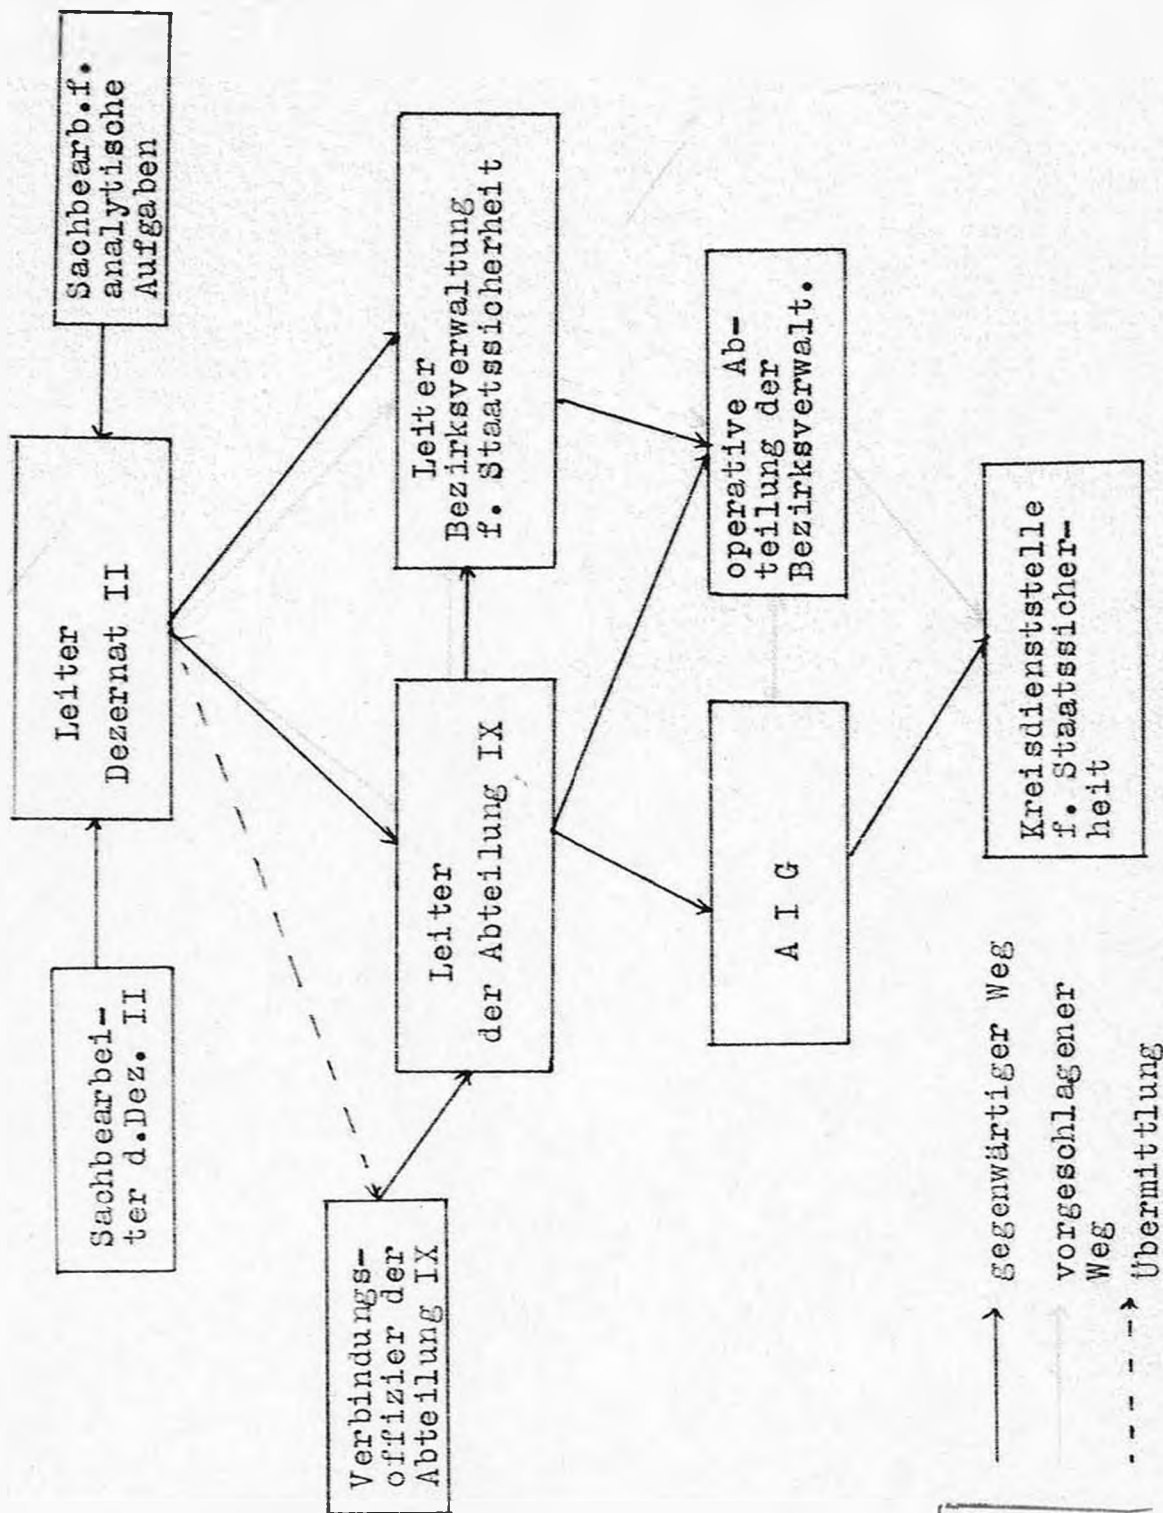 Sachbearb.f.
analytische
Aufgaben
Leiter
Dezernat II
Sachbearbei-
ter d.Dez. II
Verbindungs-
offizier der
Abteilung IX
Leiter
der Abteilung IX
Leiter
Bezirksverwaltung
f. Staatssicherheit
A I G
operative Ab-
teilung der
Bezirksverwalt.
Kreisdienststelle
f. Staatssicher-
heit
gegenwärtiger Weg
vorgeschlagener
Weg
Übermittlung